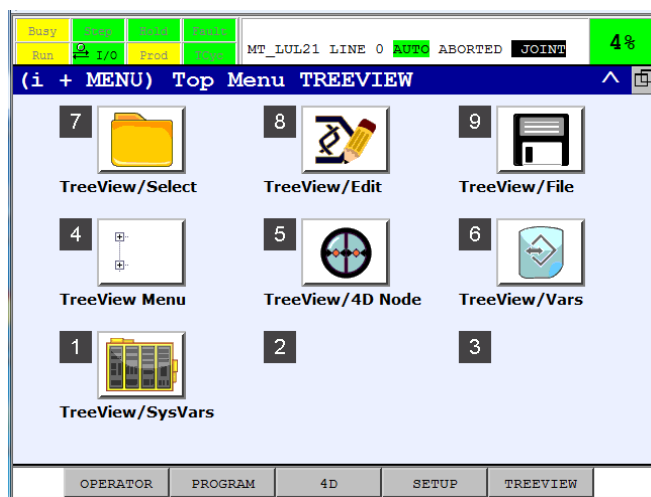 Busy Step Hold Fault
Run I/O Prod TCyc
MT_LUL21 LINE 0 AUTO ABORTED JOINT
4%
(i + MENU) Top Menu TREEVIEW
7 8 9
TreeView/Select TreeView/Edit TreeView/File
4 5 6
TreeView Menu TreeView/4D Node TreeView/Vars
1 2 3
TreeView/SysVars
OPERATOR PROGRAM 4D SETUP TREEVIEW